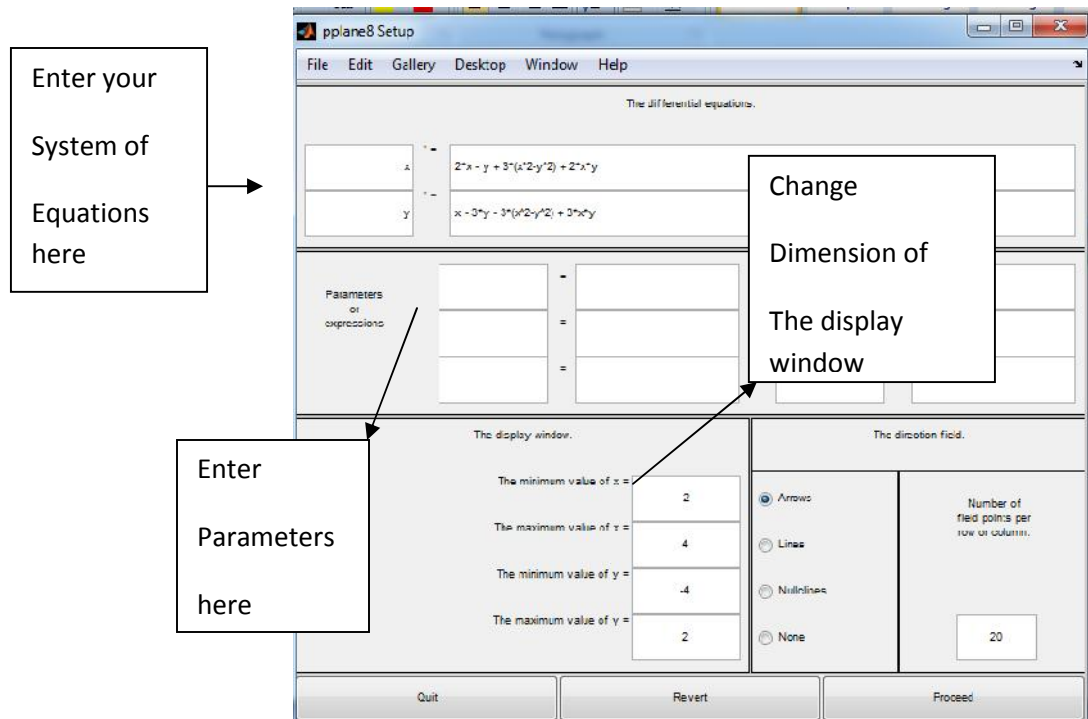 pplane8 Setup
File Edit Gallery Desktop Window Help
Enter your
System of
Equations
here
The differential equations.
x ' = 2*x - y + 3*(x^2-y^2) + 2*x*y
y ' = x - 3*y - 3*(x^2-y^2) + 3*x*y
Change
Dimension of
The display
window
Parameters
or
expressions
=
=
=
Enter
Parameters
here
The display window.
The minimum value of x = 2
The maximum value of x = 4
The minimum value of y = -4
The maximum value of y = 2
The direction field.
Arrows
Lines
Nullclines
None
Number of
field points per
row or column.
20
Quit Revert Proceed